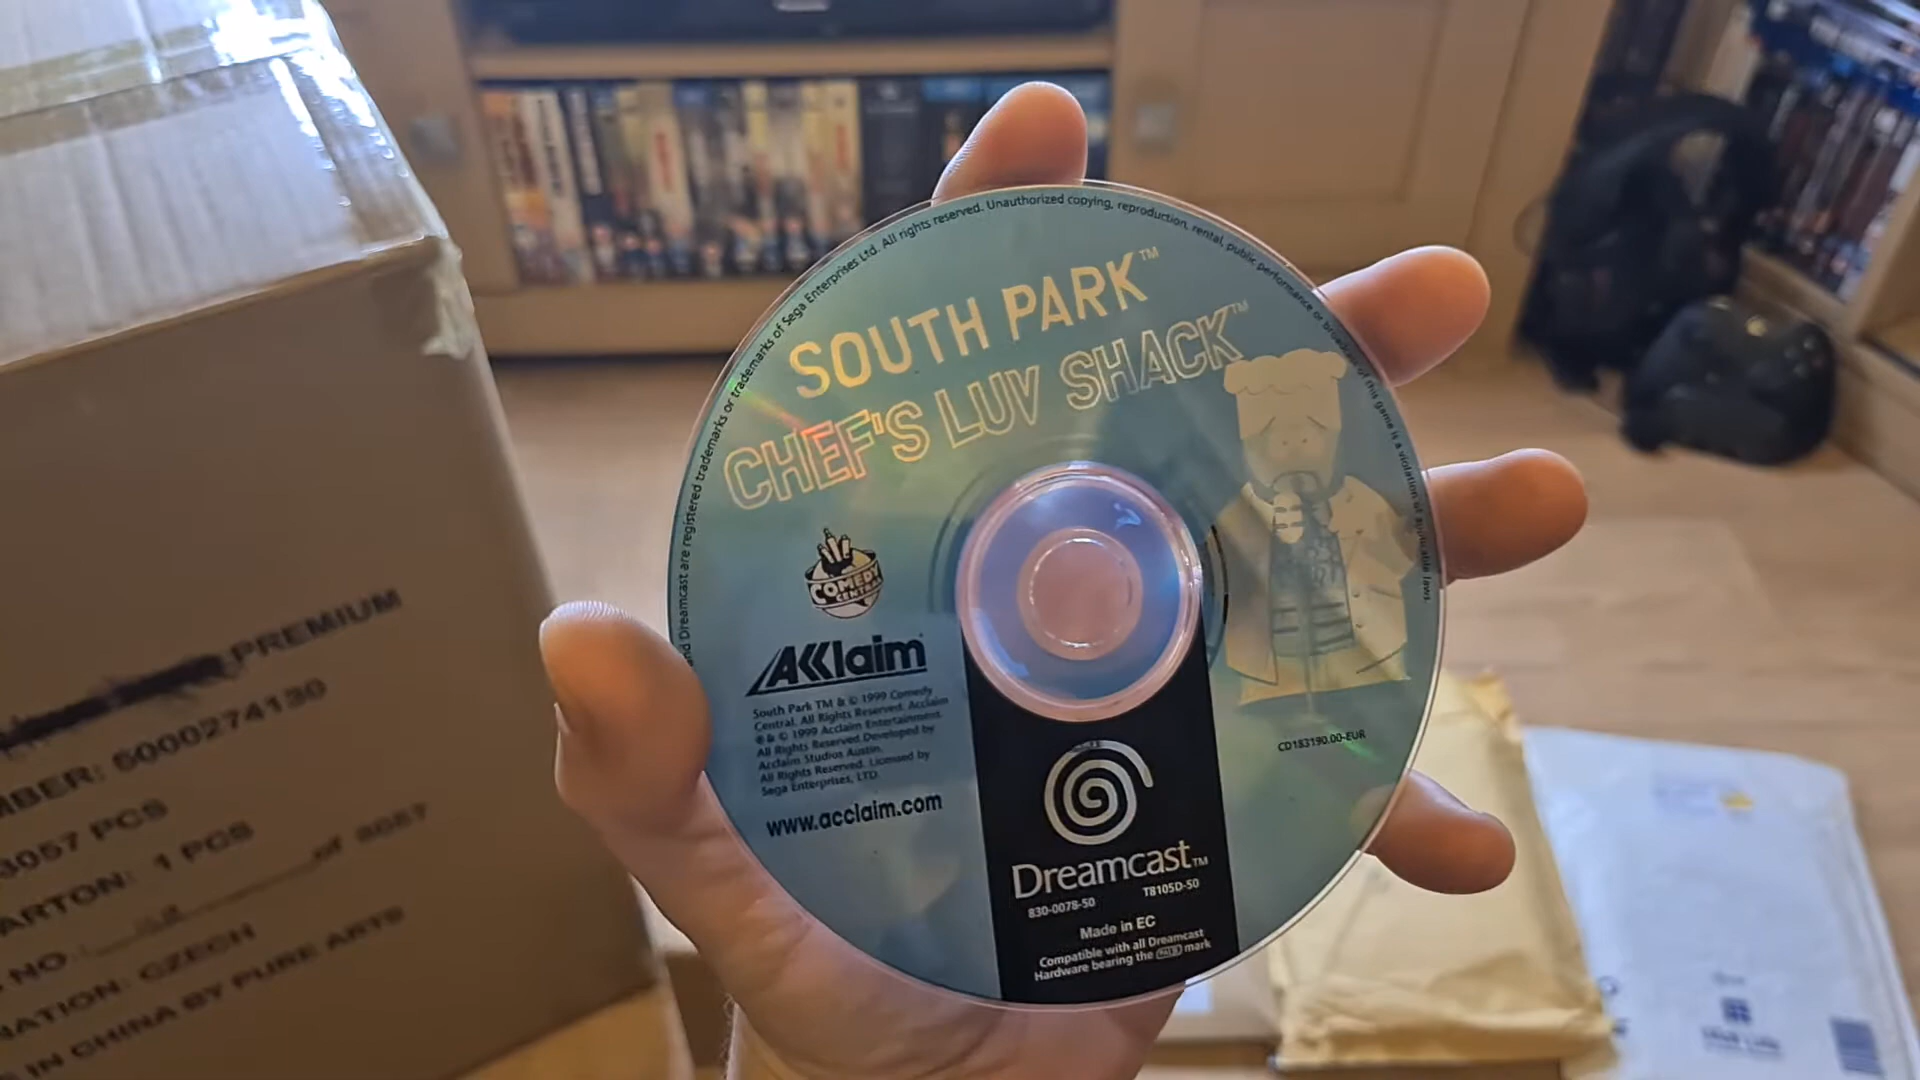 and Dreamcast are registered trademarks or trademarks of Sega Enterprises Ltd. All rights reserved. Unauthorized copying, reproduction, rental, public performance or broadcast of this game is a violation of applicable laws.
SOUTH PARK™
CHEF'S LUV SHACK™
COMEDY
CENTRAL
AKKlaim
South Park TM & © 1999 Comedy
Central. All Rights Reserved. Acclaim
® & © 1999 Acclaim Entertainment.
All Rights Reserved. Developed by
Acclaim Studios Austin.
All Rights Reserved. Licensed by
Sega Enterprises, LTD.
www.acclaim.com
CD183190.00-EUR
Dreamcast™
830-0078-50
T8105D-50
Made in EC
Compatible with all Dreamcast
Hardware bearing the PAL mark
PREMIUM
MBER: 6000274130
3057 PCS
ARTON: 1 PCS
NO of
NATION: CZECH
IN CHINA BY PURE ARTS